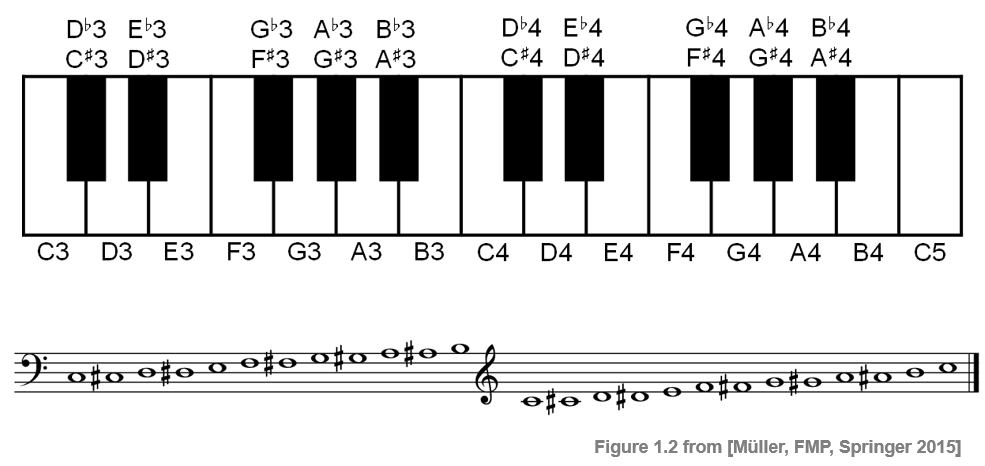 D♭3 E♭3 G♭3 A♭3 B♭3 D♭4 E♭4 G♭4 A♭4 B♭4
C♯3 D♯3 F♯3 G♯3 A♯3 C♯4 D♯4 F♯4 G♯4 A♯4
C3 D3 E3 F3 G3 A3 B3 C4 D4 E4 F4 G4 A4 B4 C5
Figure 1.2 from [Müller, FMP, Springer 2015]